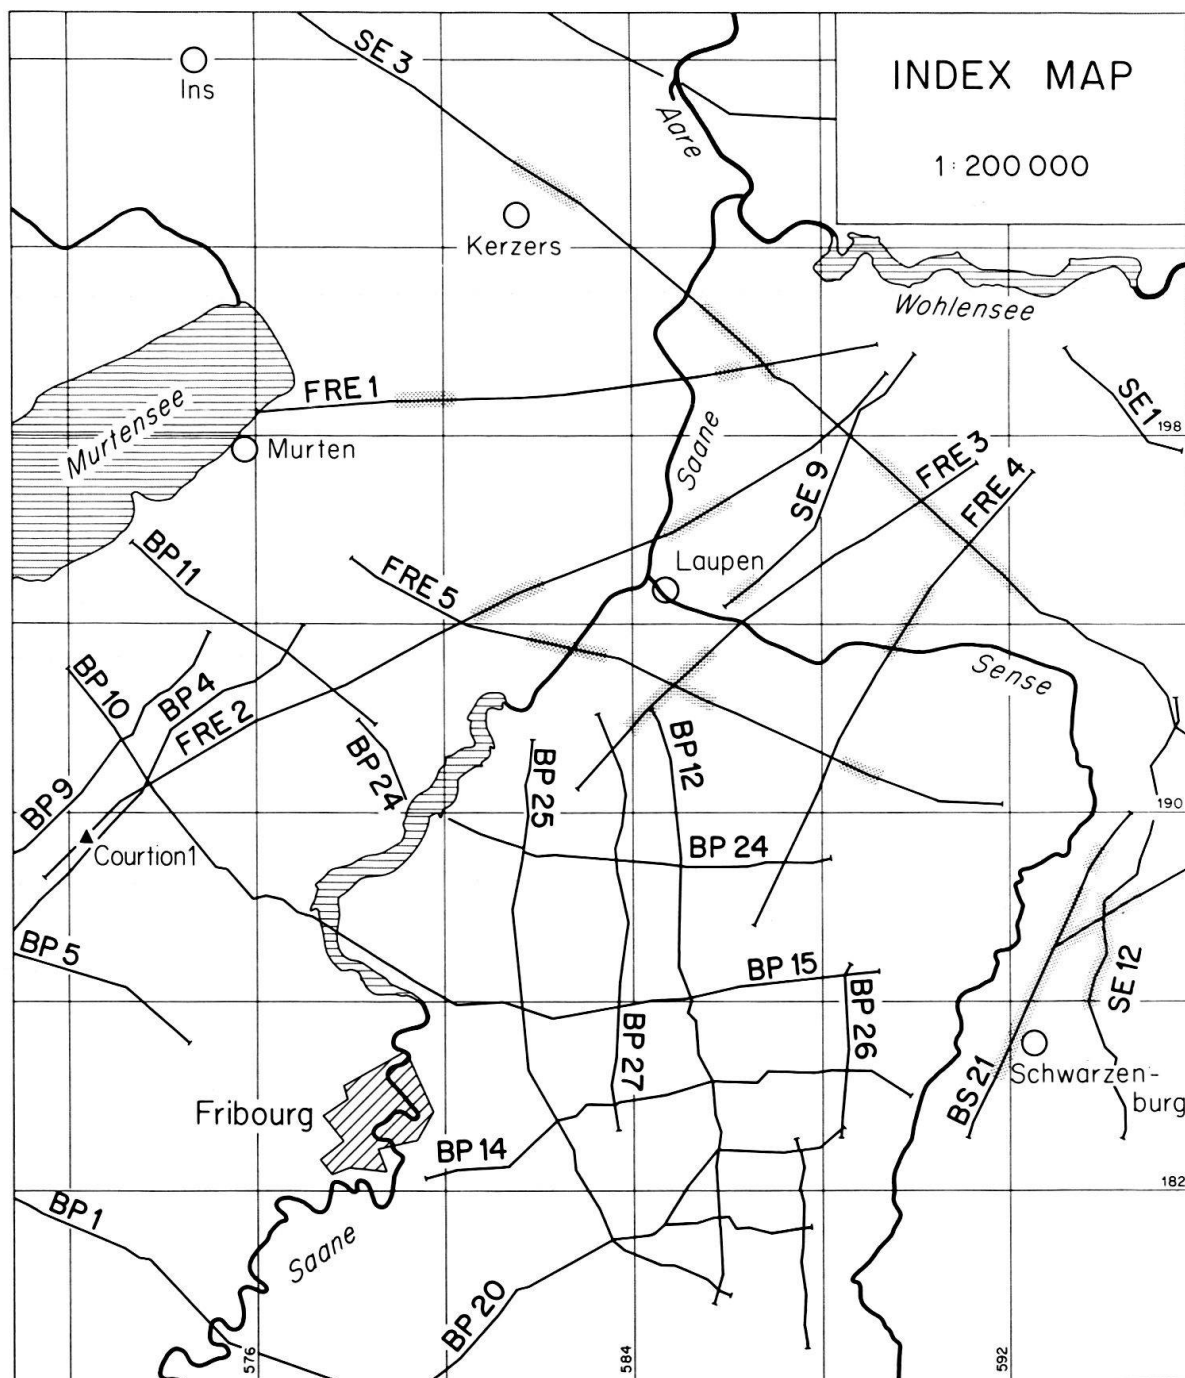 INDEX MAP
1:200 000
SE 3
Ins
Aare
Kerzers
Wohlensee
FRE 1
Murtensee
Murten
Saane
SE 9
FRE 3
FRE 4
SE 1
198
BP 11
FRE 5
Laupen
Sense
BP 10
BP 4
FRE 2
BP 9
BP 24
BP 25
BP 12
190
Courtion 1
BP 24
BP 5
BP 15
BP 26
SE 12
BP 27
BS 21
Schwarzen-
burg
Fribourg
BP 14
182
BP 1
Saane
BP 20
576
584
592